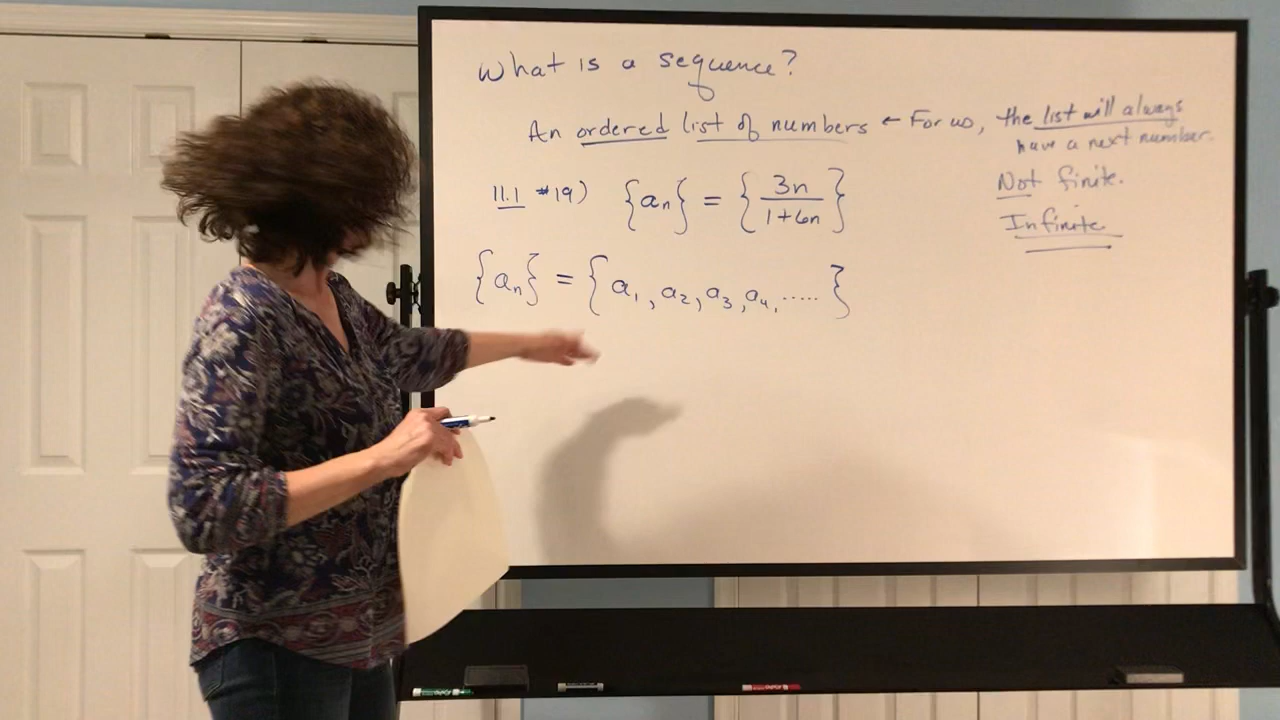 What is a sequence?
An ordered list of numbers ← For us, the list will always
have a next number.
Not finite.
Infinite.
11.1 #19) {aₙ} = { 3n / 1+6n }
{aₙ} = { a₁, a₂, a₃, a₄, ..... }
EXPO